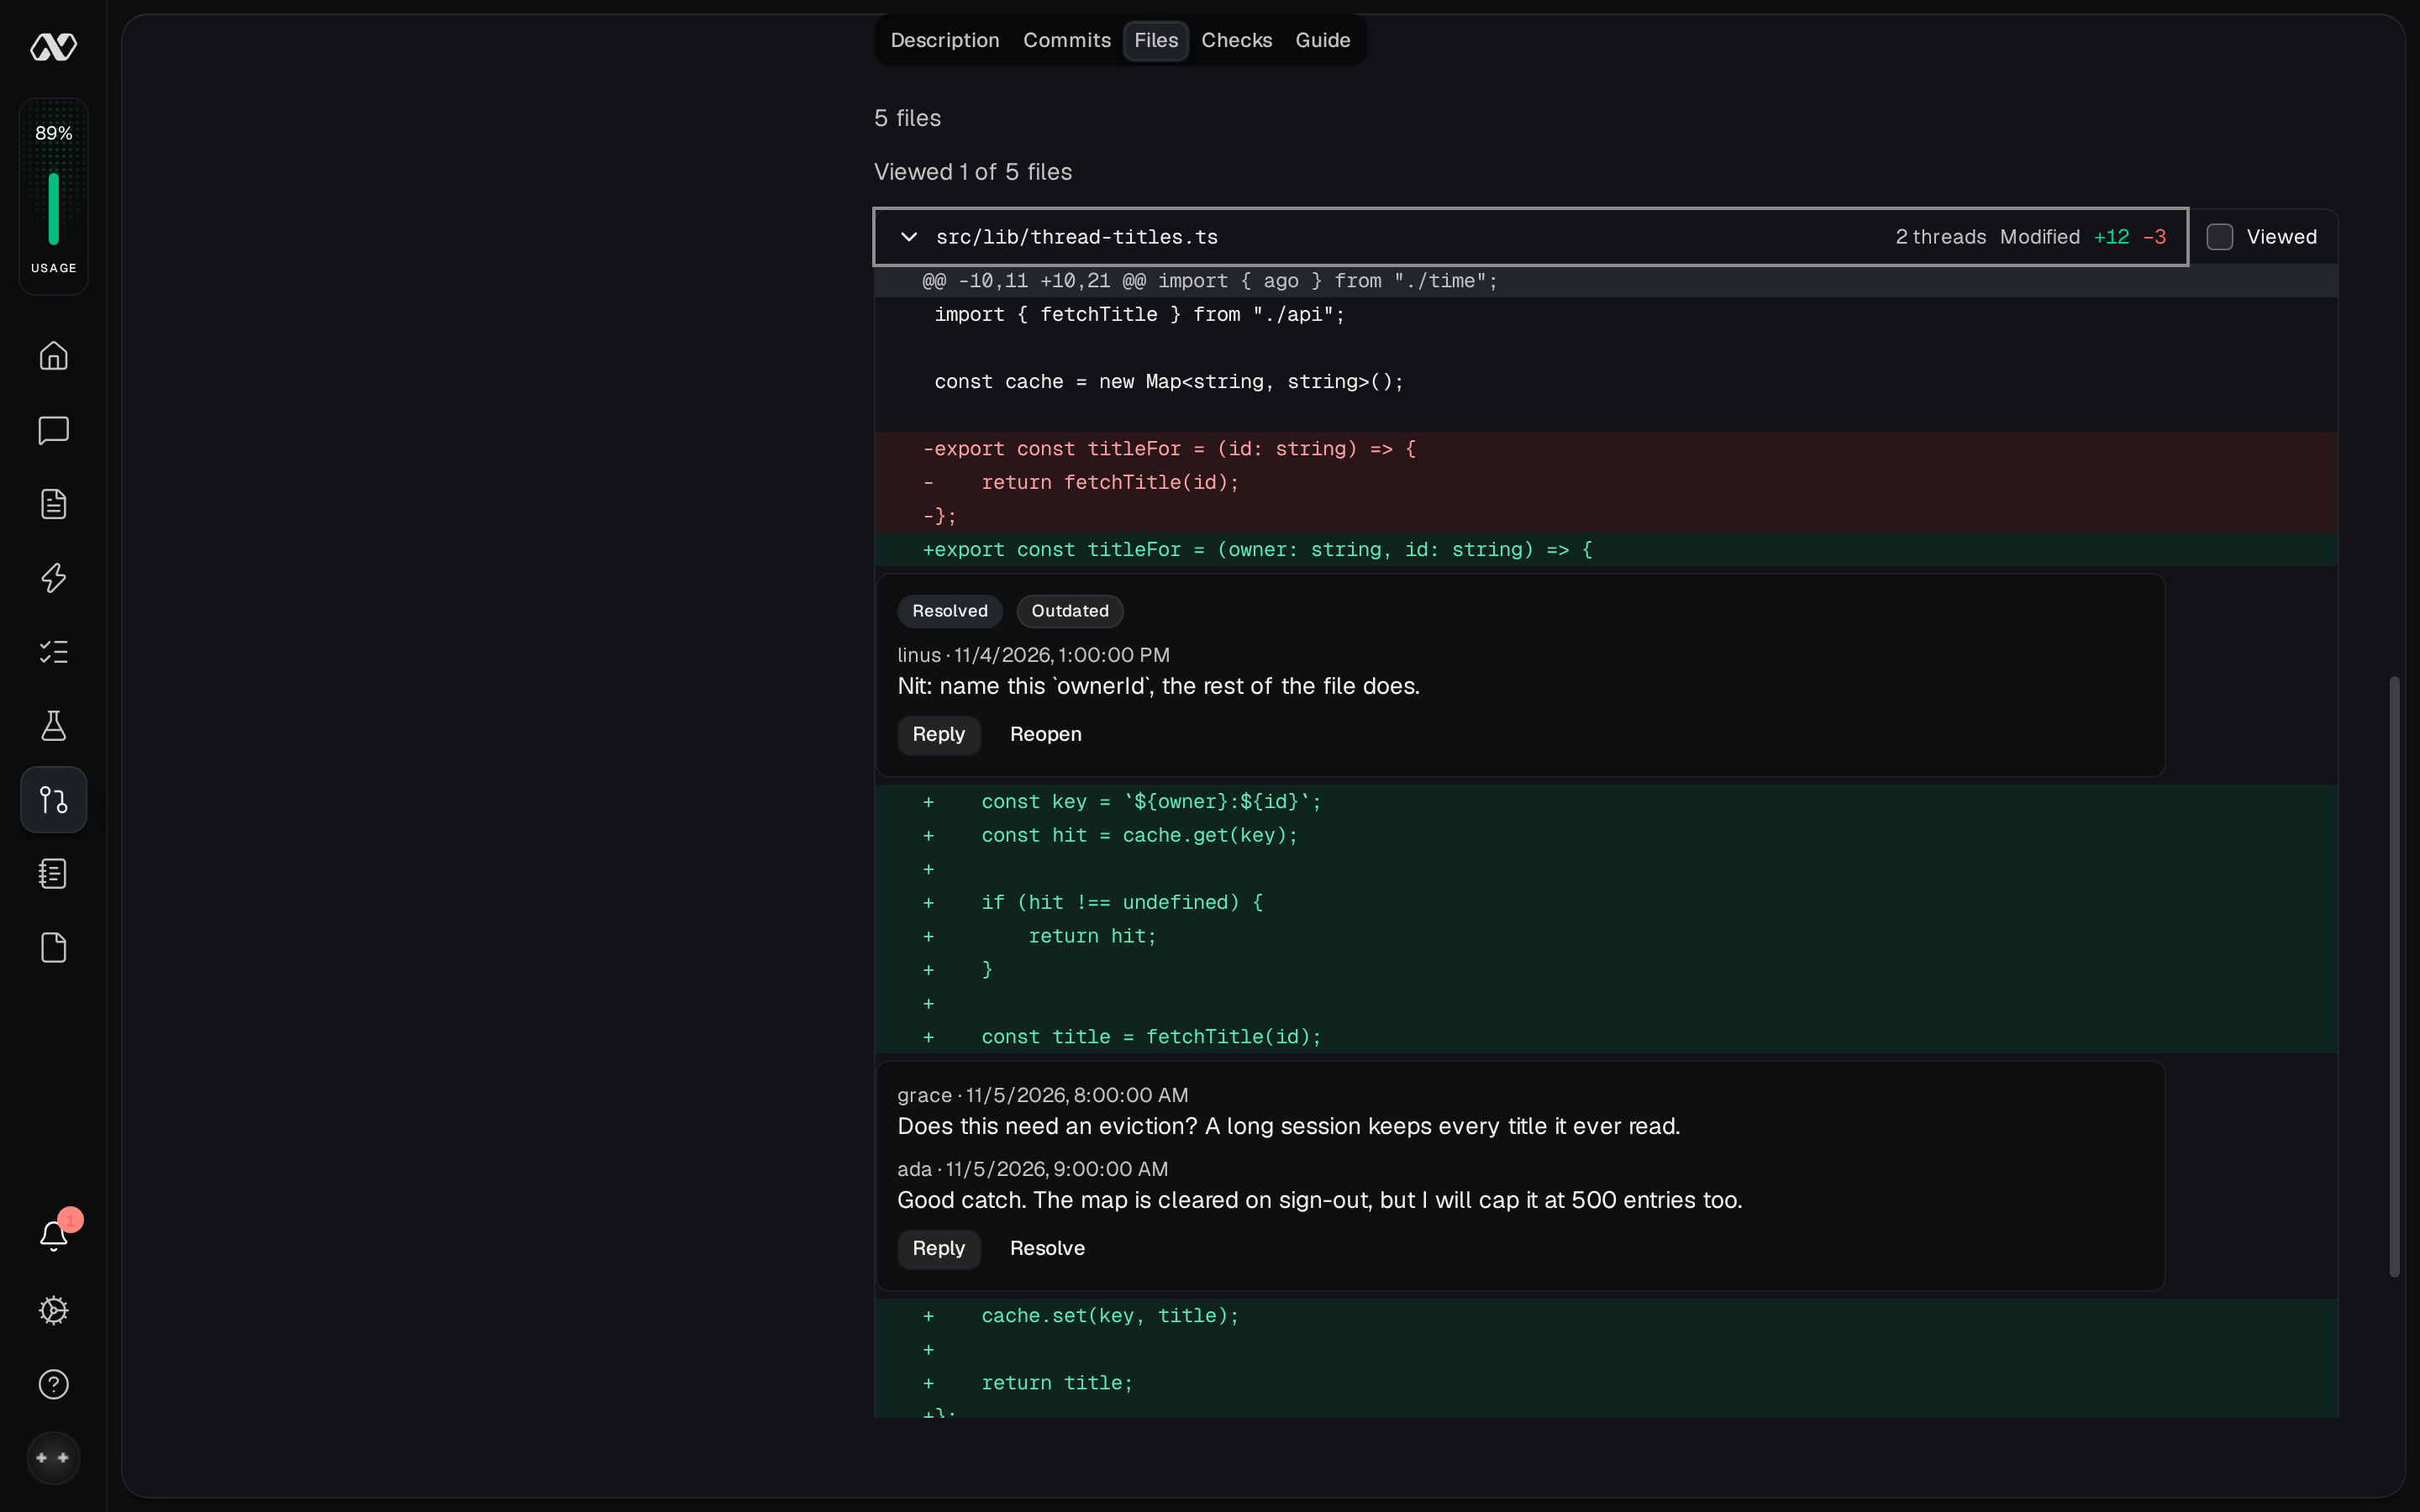 Description Commits Files Checks Guide
89%
USAGE
5 files
Viewed 1 of 5 files
src/lib/thread-titles.ts 2 threads Modified +12 −3 Viewed
@@ -10,11 +10,21 @@ import { ago } from "./time";
 import { fetchTitle } from "./api";
 const cache = new Map<string, string>();
-export const titleFor = (id: string) => {
-    return fetchTitle(id);
-};
+export const titleFor = (owner: string, id: string) => {
Resolved Outdated
linus · 11/4/2026, 1:00:00 PM
Nit: name this `ownerId`, the rest of the file does.
Reply Reopen
+    const key = `${owner}:${id}`;
+    const hit = cache.get(key);
+
+    if (hit !== undefined) {
+        return hit;
+    }
+
+    const title = fetchTitle(id);
grace · 11/5/2026, 8:00:00 AM
Does this need an eviction? A long session keeps every title it ever read.
ada · 11/5/2026, 9:00:00 AM
Good catch. The map is cleared on sign-out, but I will cap it at 500 entries too.
Reply Resolve
+    cache.set(key, title);
+
+    return title;
+};
1